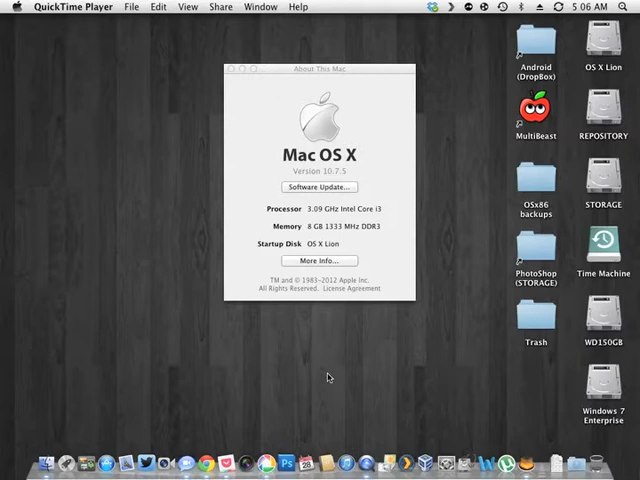 QuickTime Player File Edit View Share Window Help 5:06 AM
About This Mac
Mac OS X
Version 10.7.5
Software Update...
Processor 3.09 GHz Intel Core i3
Memory 8 GB 1333 MHz DDR3
Startup Disk OS X Lion
More Info...
TM and © 1983-2012 Apple Inc.
All Rights Reserved. License Agreement
Android
(DropBox)
OS X Lion
MultiBeast
REPOSITORY
OSx86
backups
STORAGE
PhotoShop
(STORAGE)
Time Machine
Trash
WD150GB
Windows 7
Enterprise
Ps
28
W